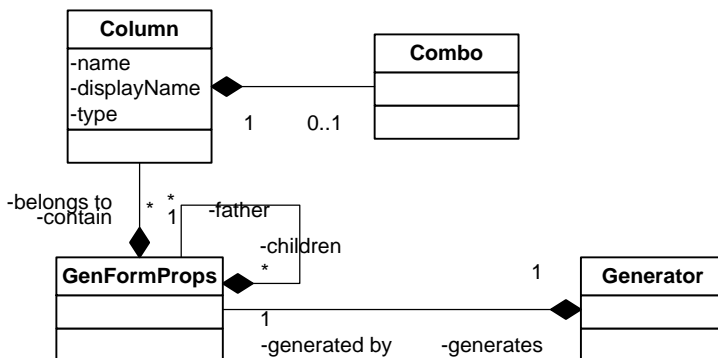 Column
-name
-displayName
-type
Combo
1
0..1
-belongs to
-contain
*
*
1
-father
-children
*
GenFormProps
1
Generator
1
-generated by
-generates